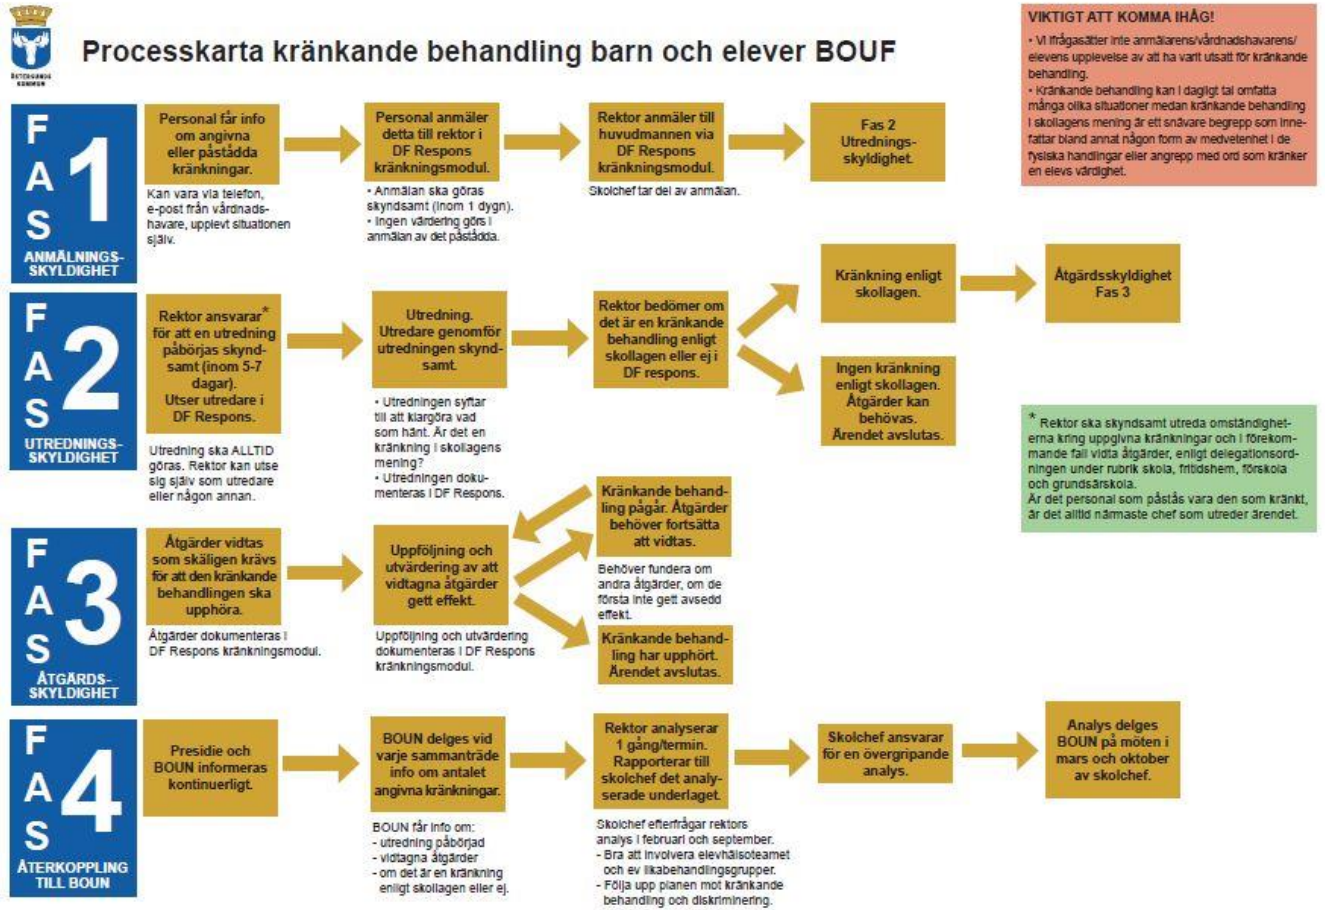 ÖSTERSUNDS
KOMMUN
Processkarta kränkande behandling barn och elever BOUF
VIKTIGT ATT KOMMA IHÅG!
• Vi ifrågasätter inte anmälarens/vårdnadshavarens/
elevens upplevelse av att ha varit utsatt för kränkande
behandling.
• Kränkande behandling kan i dagligt tal omfatta
många olika situationer medan kränkande behandling
i skollagens mening är ett snävare begrepp som inne-
fattar bland annat någon form av medvetenhet i de
fysiska handlingar eller angrepp med ord som kränker
en elevs värdighet.
FAS 1
ANMÄLNINGS-
SKYLDIGHET
Personal får info
om angivna
eller påstådda
kränkningar.
Kan vara via telefon,
e-post från vårdnads-
havare, upplevt situationen
själv.
Personal anmäler
detta till rektor i
DF Respons
kränkningsmodul.
• Anmälan ska göras
skyndsamt (inom 1 dygn).
• Ingen värdering görs i
anmälan av det påstådda.
Rektor anmäler till
huvudmannen via
DF Respons
kränkningsmodul.
Skolchef tar del av anmälan.
Fas 2
Utrednings-
skyldighet.
FAS 2
UTREDNINGS-
SKYLDIGHET
Rektor ansvarar*
för att en utredning
påbörjas skynd-
samt (inom 5-7
dagar).
Utser utredare i
DF Respons.
Utredning ska ALLTID
göras. Rektor kan utse
sig själv som utredare
eller någon annan.
Utredning.
Utredare genomför
utredningen skynd-
samt.
• Utredningen syftar
till att klargöra vad
som hänt. Är det en
kränkning i skollagens
mening?
• Utredningen doku-
menteras i DF Respons.
Rektor bedömer om
det är en kränkande
behandling enligt
skollagen eller ej i
DF respons.
Kränkning enligt
skollagen.
Åtgärdsskyldighet
Fas 3
Ingen kränkning
enligt skollagen.
Åtgärder kan
behövas.
Ärendet avslutas.
* Rektor ska skyndsamt utreda omständighet-
erna kring uppgivna kränkningar och i förekom-
mande fall vidta åtgärder, enligt delegationsord-
ningen under rubrik skola, fritidshem, förskola
och grundsärskola.
Är det personal som påstås vara den som kränkt,
är det alltid närmaste chef som utreder ärendet.
FAS 3
ÅTGÄRDS-
SKYLDIGHET
Åtgärder vidtas
som skäligen krävs
för att den kränkande
behandlingen ska
upphöra.
Åtgärder dokumenteras i
DF Respons kränkningsmodul.
Uppföljning och
utvärdering av att
vidtagna åtgärder
gett effekt.
Uppföljning och utvärdering
dokumenteras i DF Respons
kränkningsmodul.
Kränkande behand-
ling pågår. Åtgärder
behöver fortsätta
att vidtas.
Behöver fundera om
andra åtgärder, om de
första inte gett avsedd
effekt.
Kränkande behand-
ling har upphört.
Ärendet avslutas.
FAS 4
ÅTERKOPPLING
TILL BOUN
Presidie och
BOUN informeras
kontinuerligt.
BOUN delges vid
varje sammanträde
info om antalet
angivna kränkningar.
BOUN får info om:
- utredning påbörjad
- vidtagna åtgärder
- om det är en kränkning
enligt skollagen eller ej.
Rektor analyserar
1 gång/termin.
Rapporterar till
skolchef det analy-
serade underlaget.
Skolchef efterfrågar rektors
analys i februari och september.
- Bra att involvera elevhälsoteamet
och ev likabehandlingsgrupper.
- Följa upp planen mot kränkande
behandling och diskriminering.
Skolchef ansvarar
för en övergripande
analys.
Analys delges
BOUN på möten i
mars och oktober
av skolchef.